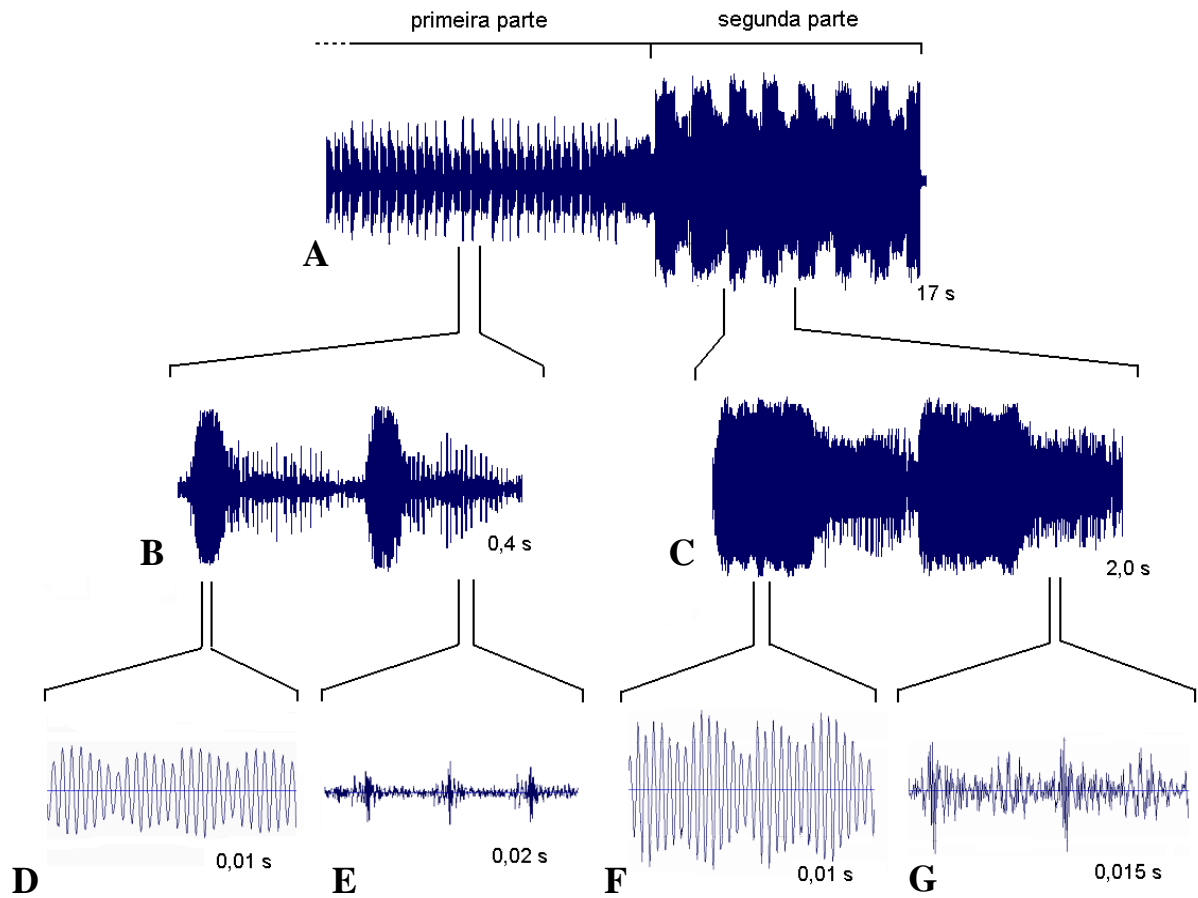 primeira parte
segunda parte
A
17 s
B
0,4 s
C
2,0 s
D
0,01 s
E
0,02 s
F
0,01 s
G
0,015 s